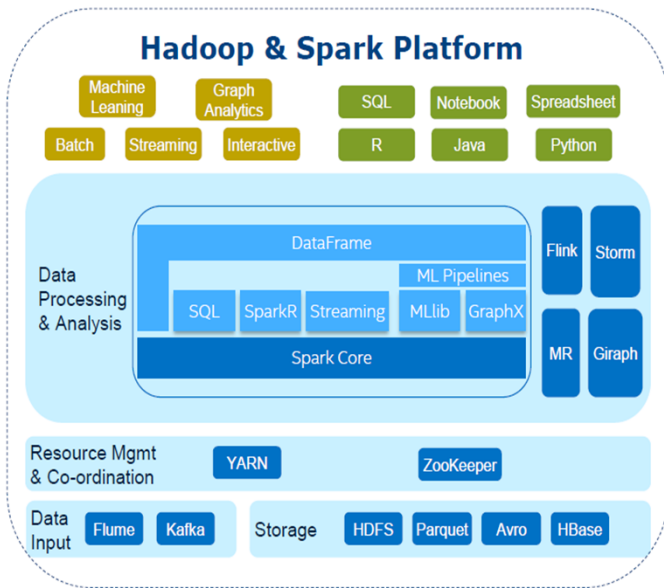 Hadoop & Spark Platform
Machine
Leaning
Graph
Analytics
SQL
Notebook
Spreadsheet
Batch
Streaming
Interactive
R
Java
Python
Data
Processing
& Analysis
DataFrame
ML Pipelines
SQL
SparkR
Streaming
MLlib
GraphX
Spark Core
Flink
Storm
MR
Giraph
Resource Mgmt
& Co-ordination
YARN
ZooKeeper
Data
Input
Flume
Kafka
Storage
HDFS
Parquet
Avro
HBase